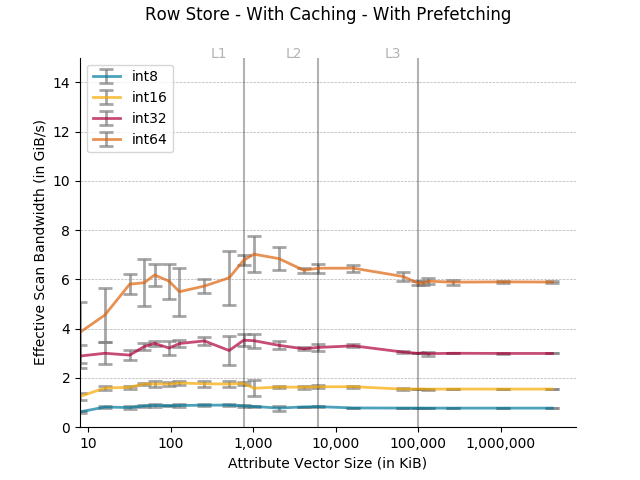 Row Store - With Caching - With Prefetching
L1
L2
L3
int8
int16
int32
int64
14
12
10
8
6
4
2
0
Effective Scan Bandwidth (in GiB/s)
10
100
1,000
10,000
100,000
1,000,000
Attribute Vector Size (in KiB)